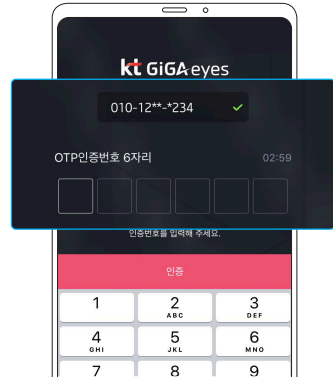 kt GiGA eyes
010-12**-*234
OTP인증번호 6자리 02:59
인증번호를 입력해 주세요.
인증
1 2 3
ABC DEF
4 5 6
GHI JKL MNO
7 8 9